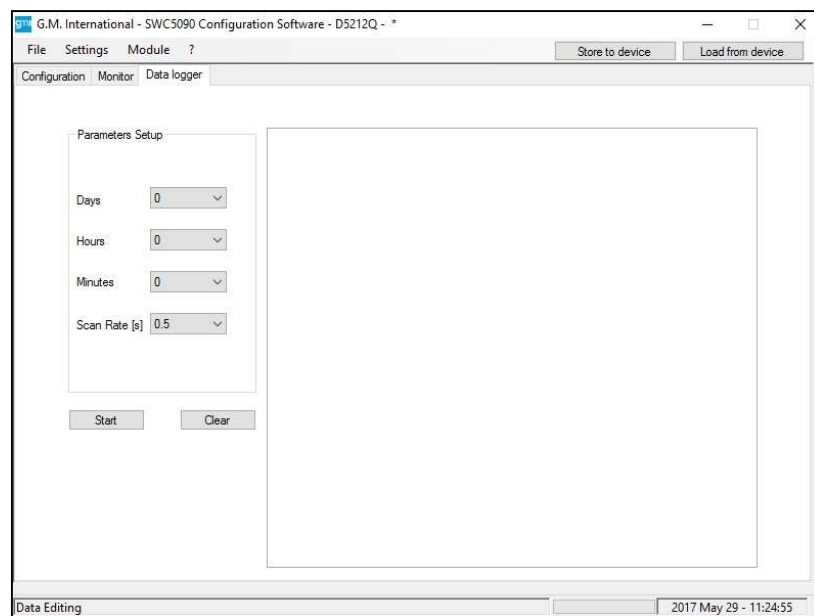 gmi G.M. International - SWC5090 Configuration Software - D5212Q - *
File Settings Module ? Store to device Load from device
Configuration Monitor Data logger
Parameters Setup
Days 0
Hours 0
Minutes 0
Scan Rate [s] 0.5
Start Clear
Data Editing 2017 May 29 - 11:24:55